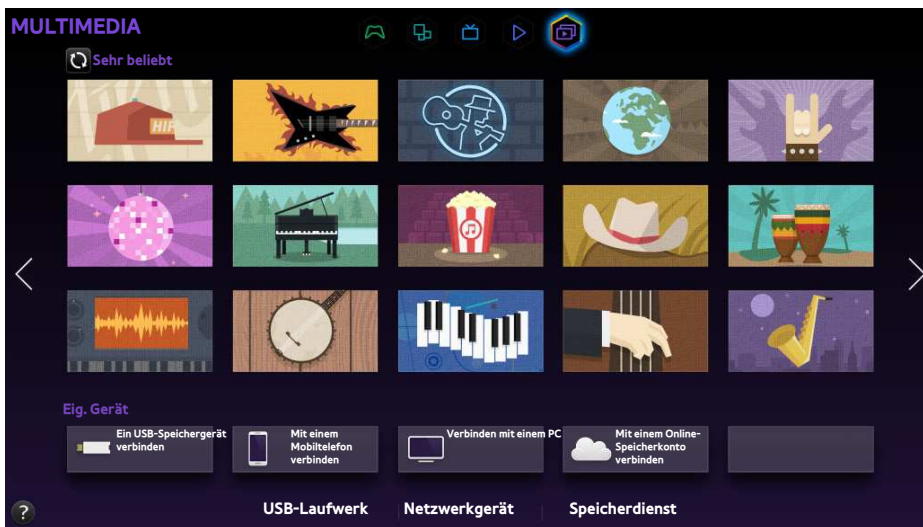 MULTIMEDIA
Sehr beliebt
HIP
Eig. Gerät
Ein USB-Speichergerät
verbinden
Mit einem
Mobiltelefon
verbinden
Verbinden mit einem PC
Mit einem Online-
Speicherkonto
verbinden
?
USB-Laufwerk
Netzwerkgerät
Speicherdienst